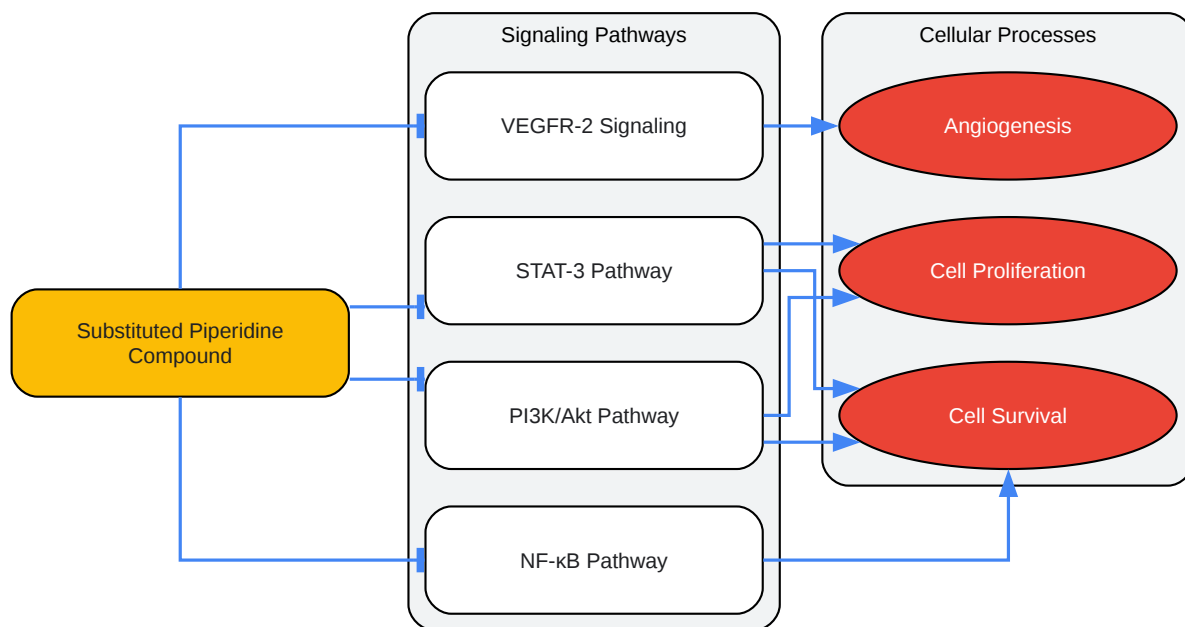 Signaling Pathways
Cellular Processes
VEGFR-2 Signaling
Angiogenesis
STAT-3 Pathway
Cell Proliferation
Substituted Piperidine
Compound
PI3K/Akt Pathway
Cell Survival
NF-κB Pathway